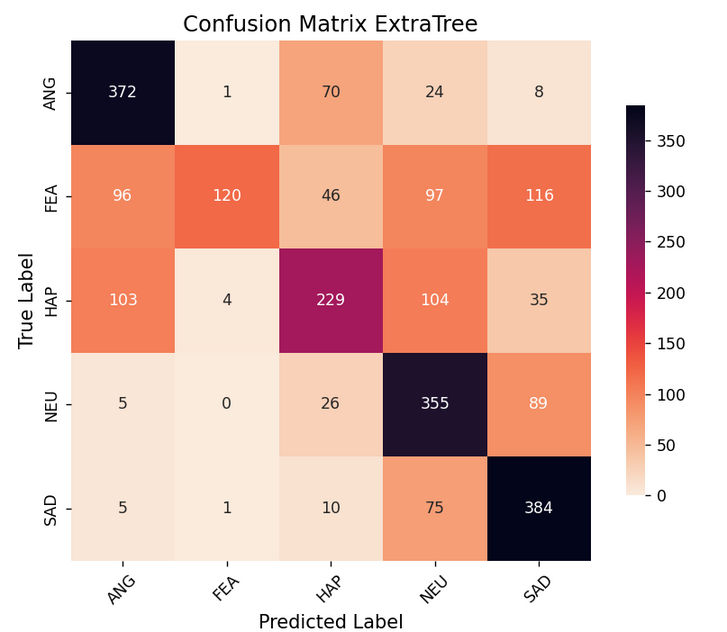 Confusion Matrix ExtraTree
True Label
ANG 372 1 70 24 8
FEA 96 120 46 97 116
HAP 103 4 229 104 35
NEU 5 0 26 355 89
SAD 5 1 10 75 384
ANG FEA HAP NEU SAD
Predicted Label
350
300
250
200
150
100
50
0